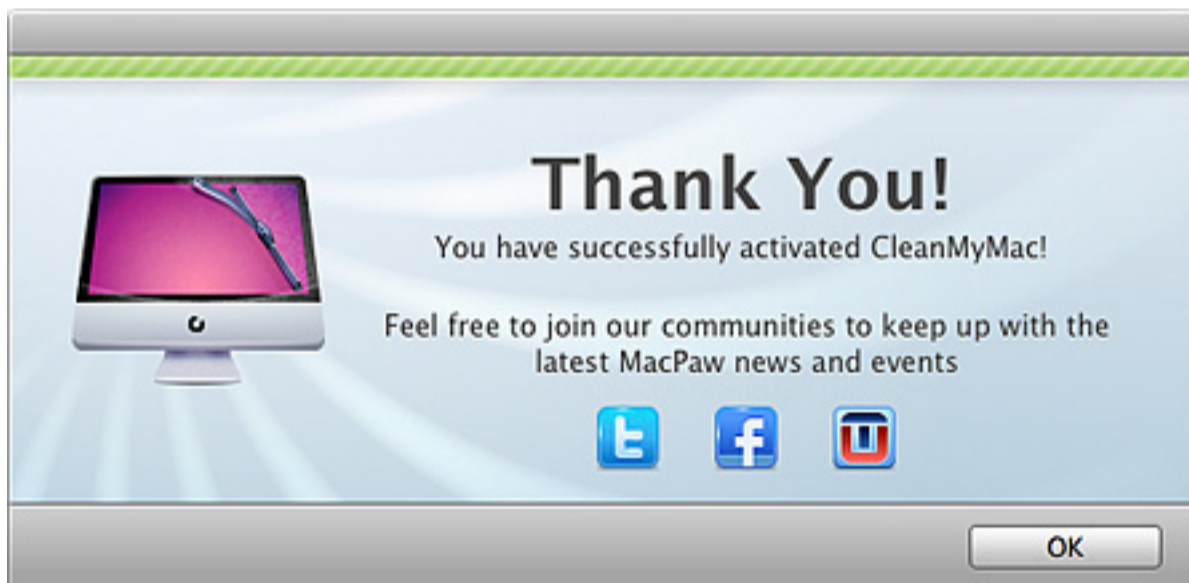 Thank You!
You have successfully activated CleanMyMac!
Feel free to join our communities to keep up with the
latest MacPaw news and events
OK